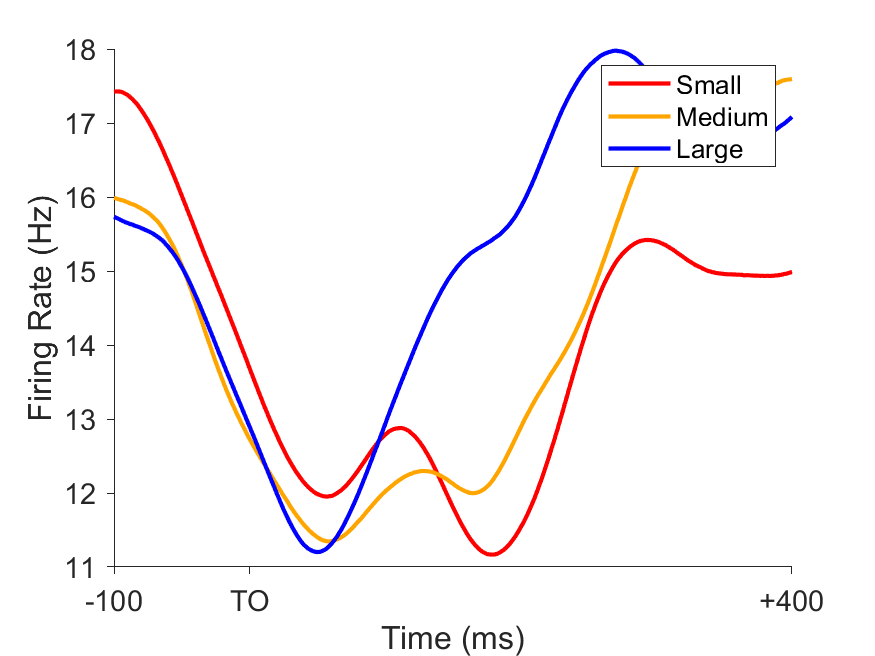 18
17
16
15
14
13
12
11
Firing Rate (Hz)
Small
Medium
Large
-100 TO +400
Time (ms)